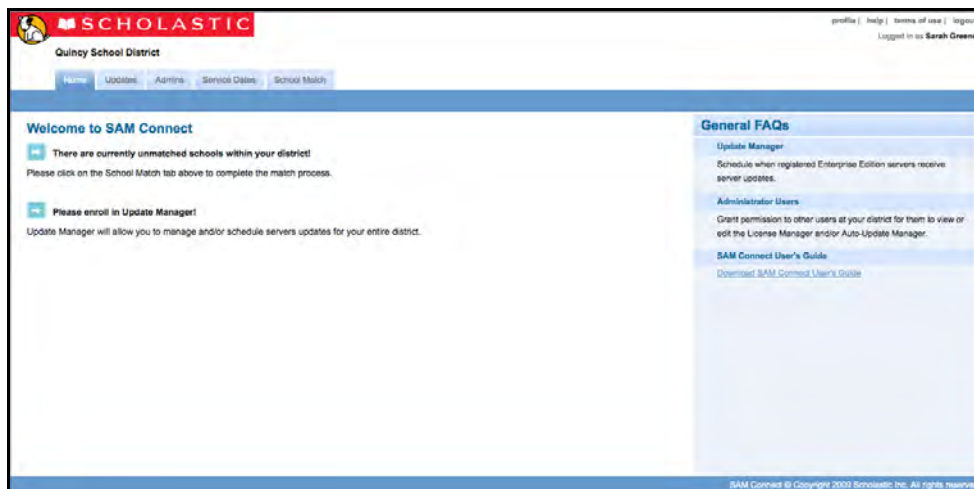 SCHOLASTIC
profile | help | terms of use | logout
Logged in as Sarah Greene
Quincy School District
Home Updates Admins Service Dates School Match
Welcome to SAM Connect
There are currently unmatched schools within your district!
Please click on the School Match tab above to complete the match process.
Please enroll in Update Manager!
Update Manager will allow you to manage and/or schedule servers updates for your entire district.
General FAQs
Update Manager
Schedule when registered Enterprise Edition servers receive
server updates.
Administrator Users
Grant permission to other users at your district for them to view or
edit the License Manager and/or Auto-Update Manager.
SAM Connect User's Guide
Download SAM Connect User's Guide
SAM Connect © Copyright 2009 Scholastic Inc. All rights reserve